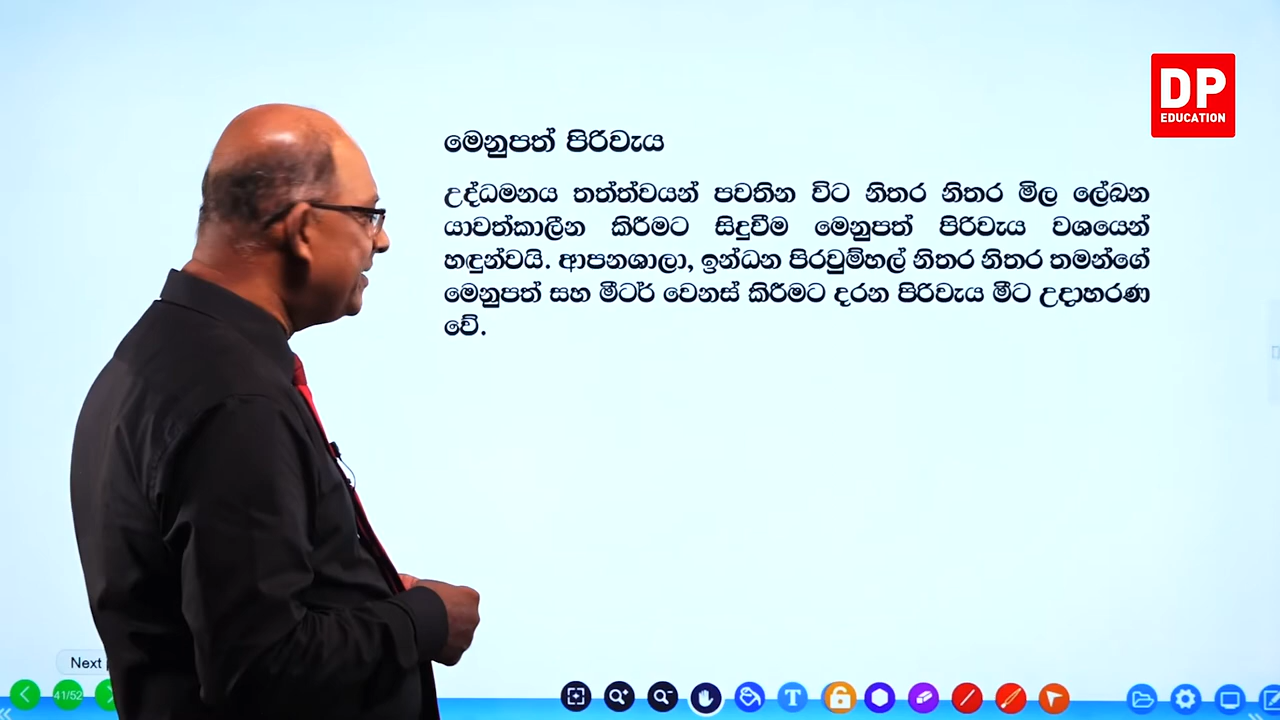 DP
EDUCATION
මෙනුපත් පිරිවැය
උද්ධමනය තත්ත්වයන් පවතින විට නිතර නිතර මිල ලේබන
යාවත්කාලීන කිරීමට සිදුවීම මෙනුපත් පිරිවැය වශයෙන්
හඳුන්වයි. ආපනශාලා, ඉන්ධන පිරවුම්හල් නිතර නිතර තමන්ගේ
මෙනුපත් සහ මීටර් වෙනස් කිරීමට දරන පිරිවැය මීට උදාහරණ
වේ.
Next
41/52